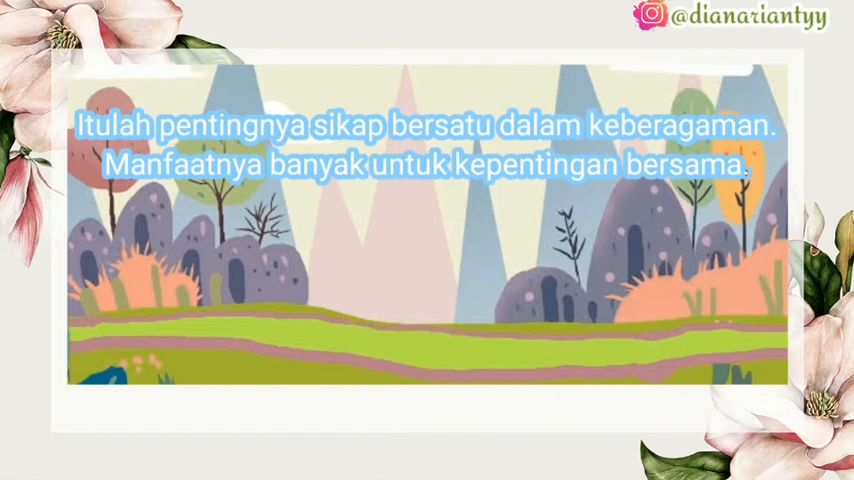 @dianariantyy
Itulah pentingnya sikap bersatu dalam keberagaman.
Manfaatnya banyak untuk kepentingan bersama.